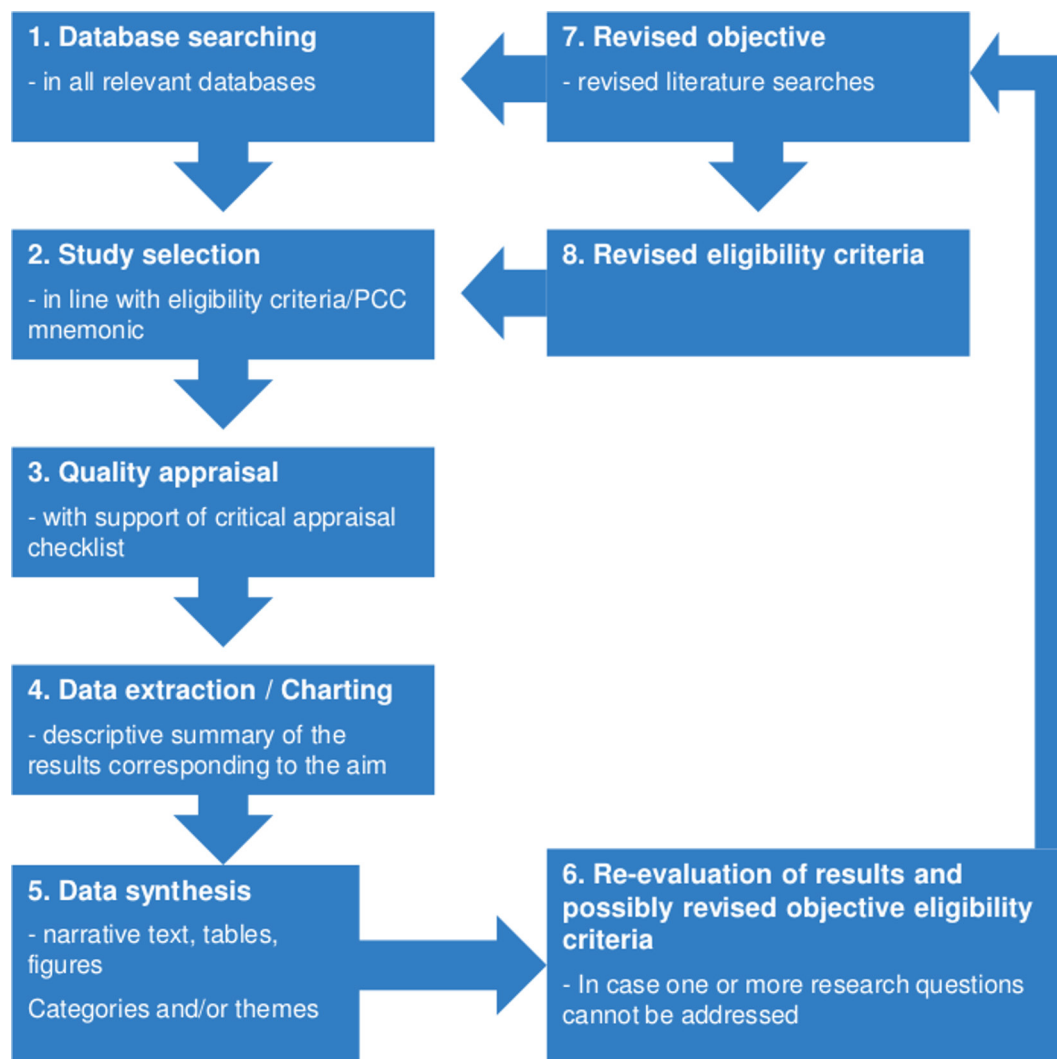 1. Database searching
- in all relevant databases
7. Revised objective
- revised literature searches
2. Study selection
- in line with eligibility criteria/PCC
mnemonic
8. Revised eligibility criteria
3. Quality appraisal
- with support of critical appraisal
checklist
4. Data extraction / Charting
- descriptive summary of the
results corresponding to the aim
5. Data synthesis
- narrative text, tables,
figures
Categories and/or themes
6. Re-evaluation of results and
possibly revised objective eligibility
criteria
- In case one or more research questions
cannot be addressed